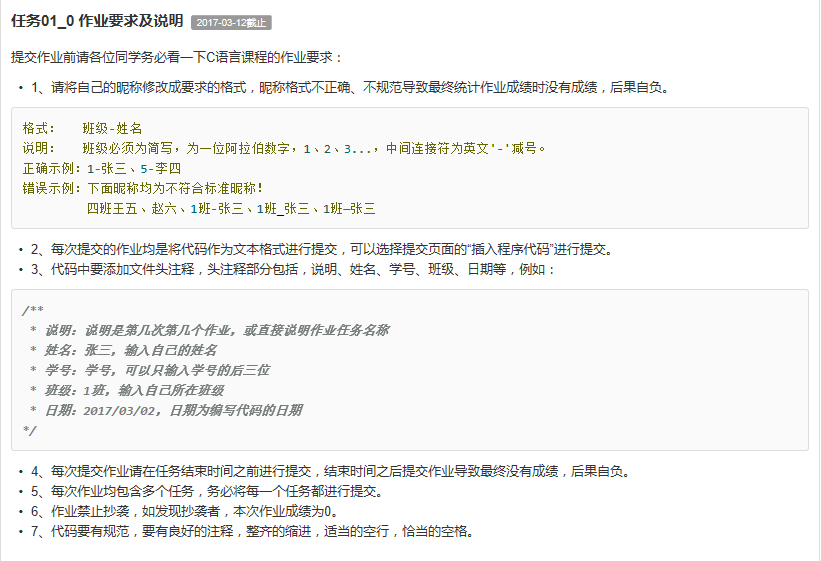 任务01_0 作业要求及说明 2017-03-12截止
提交作业前请各位同学务必看一下C语言课程的作业要求：
• 1、请将自己的昵称修改成要求的格式，昵称格式不正确、不规范导致最终统计作业成绩时没有成绩，后果自负。
格式： 班级-姓名
说明： 班级必须为简写，为一位阿拉伯数字，1、2、3...，中间连接符为英文'-'减号。
正确示例：1-张三、5-李四
错误示例：下面昵称均为不符合标准昵称！
四班王五、赵六、1班-张三、1班_张三、1班—张三
• 2、每次提交的作业均是将代码作为文本格式进行提交，可以选择提交页面的“插入程序代码”进行提交。
• 3、代码中要添加文件头注释，头注释部分包括，说明、姓名、学号、班级、日期等，例如：
/**
* 说明：说明是第几次第几个作业，或直接说明作业任务名称
* 姓名：张三，输入自己的姓名
* 学号：学号，可以只输入学号的后三位
* 班级：1班，输入自己所在班级
* 日期：2017/03/02，日期为编写代码的日期
*/
• 4、每次提交作业请在任务结束时间之前进行提交，结束时间之后提交作业导致最终没有成绩，后果自负。
• 5、每次作业均包含多个任务，务必将每一个任务都进行提交。
• 6、作业禁止抄袭，如发现抄袭者，本次作业成绩为0。
• 7、代码要有规范，要有良好的注释，整齐的缩进，适当的空行，恰当的空格。